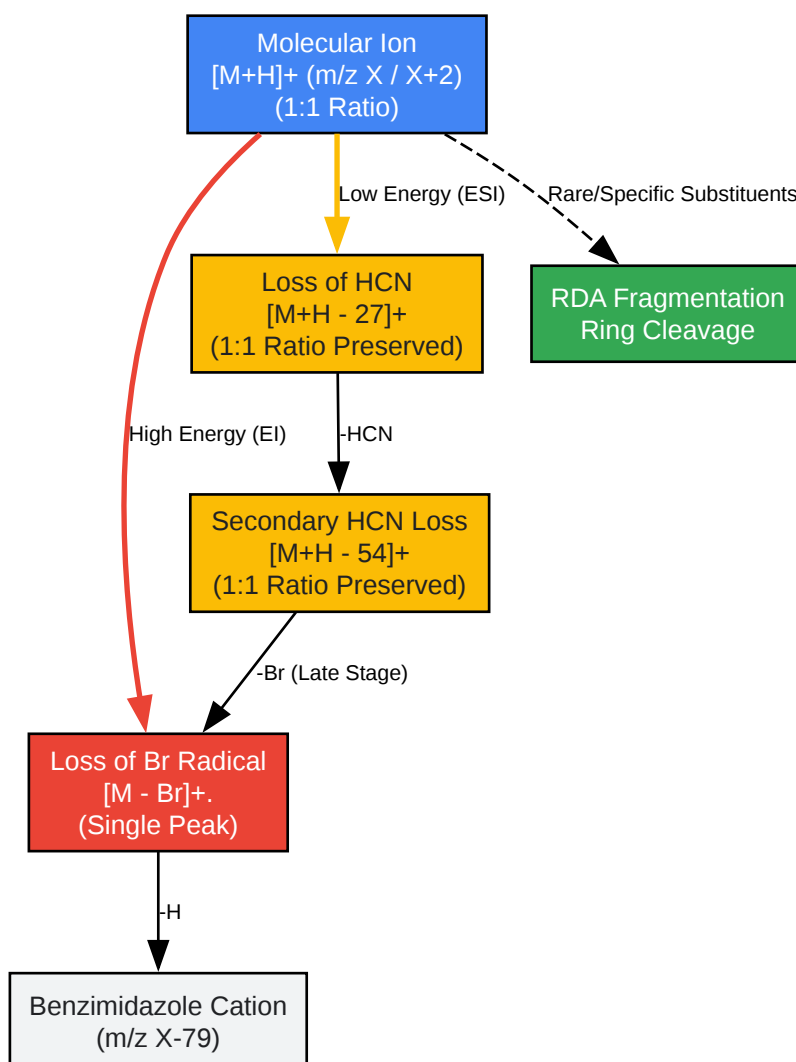 Molecular Ion
[M+H]+ (m/z X / X+2)
(1:1 Ratio)
Low Energy (ESI)
Rare/Specific Substituents
Loss of HCN
[M+H - 27]+
(1:1 Ratio Preserved)
RDA Fragmentation
Ring Cleavage
High Energy (EI)
-HCN
Secondary HCN Loss
[M+H - 54]+
(1:1 Ratio Preserved)
-Br (Late Stage)
Loss of Br Radical
[M - Br]+.
(Single Peak)
-H
Benzimidazole Cation
(m/z X-79)